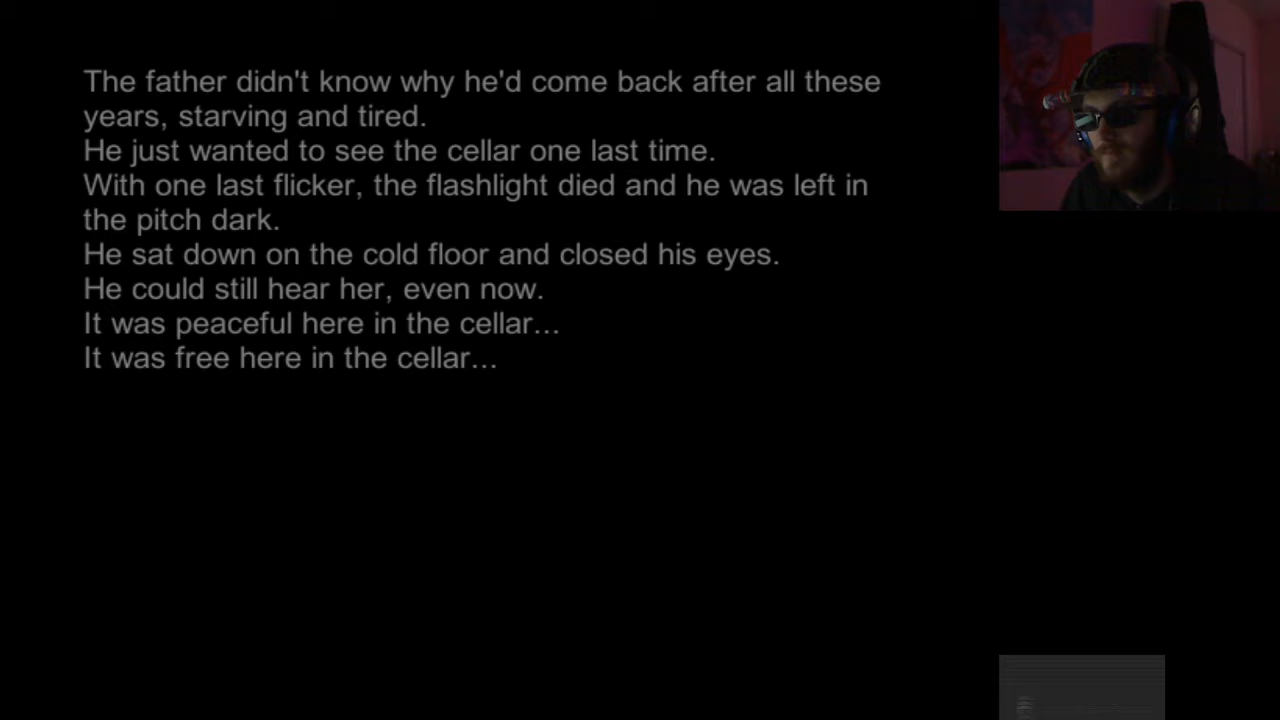 The father didn't know why he'd come back after all these
years, starving and tired.
He just wanted to see the cellar one last time.
With one last flicker, the flashlight died and he was left in
the pitch dark.
He sat down on the cold floor and closed his eyes.
He could still hear her, even now.
It was peaceful here in the cellar...
It was free here in the cellar...